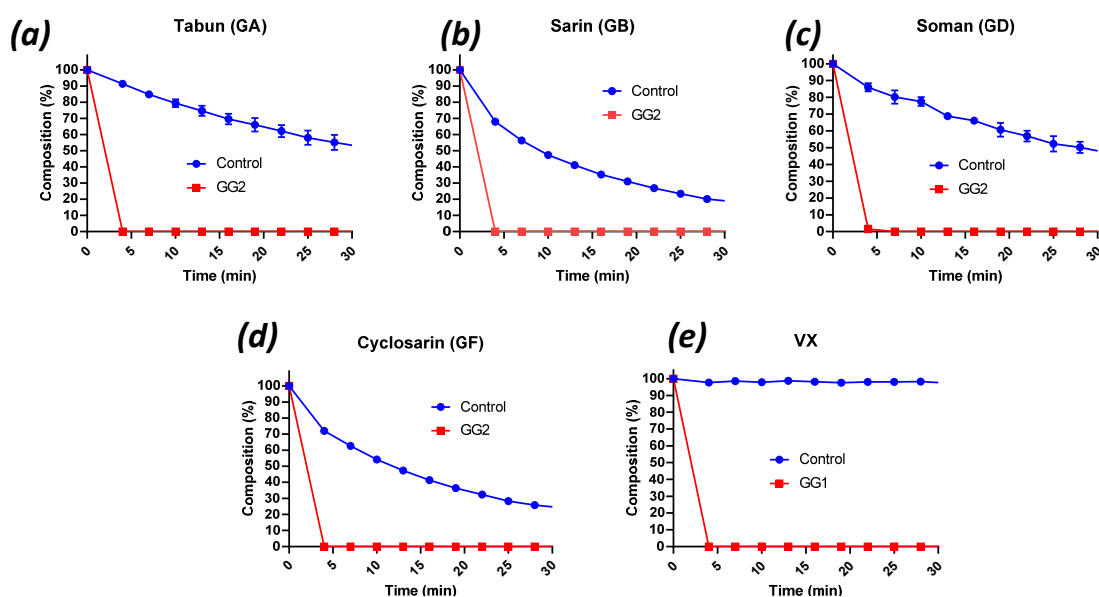 (a)
Tabun (GA)
Composition (%)
100
90
80
70
60
50
40
30
20
10
0
Control
GG2
0 5 10 15 20 25 30
Time (min)
(b)
Sarin (GB)
Composition (%)
100
90
80
70
60
50
40
30
20
10
0
Control
GG2
0 5 10 15 20 25 30
Time (min)
(c)
Soman (GD)
Composition (%)
100
90
80
70
60
50
40
30
20
10
0
Control
GG2
0 5 10 15 20 25 30
Time (min)
(d)
Cyclosarin (GF)
Composition (%)
100
90
80
70
60
50
40
30
20
10
0
Control
GG2
0 5 10 15 20 25 30
Time (min)
(e)
VX
Composition (%)
100
90
80
70
60
50
40
30
20
10
0
Control
GG1
0 5 10 15 20 25 30
Time (min)